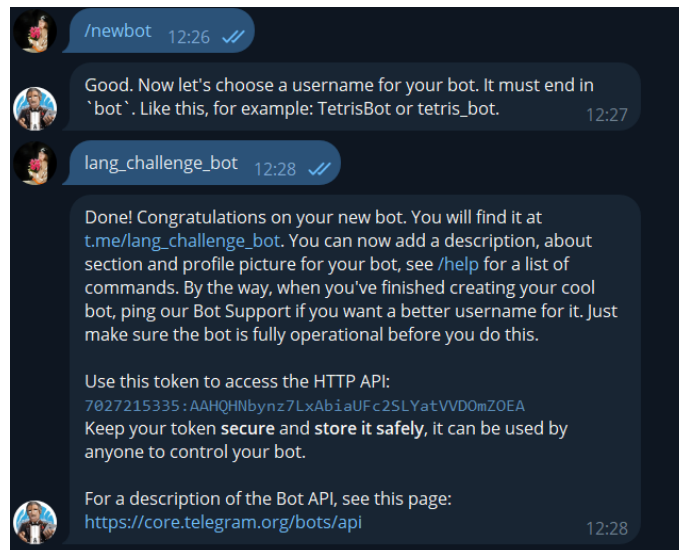 /newbot 12:26
Good. Now let's choose a username for your bot. It must end in
`bot`. Like this, for example: TetrisBot or tetris_bot.
12:27
lang_challenge_bot 12:28
Done! Congratulations on your new bot. You will find it at
t.me/lang_challenge_bot. You can now add a description, about
section and profile picture for your bot, see /help for a list of
commands. By the way, when you've finished creating your cool
bot, ping our Bot Support if you want a better username for it. Just
make sure the bot is fully operational before you do this.
Use this token to access the HTTP API:
7027215335:AAHQHNbynz7LxAbiaUFc2SLYatVVDOmZOEA
Keep your token secure and store it safely, it can be used by
anyone to control your bot.
For a description of the Bot API, see this page:
https://core.telegram.org/bots/api
12:28